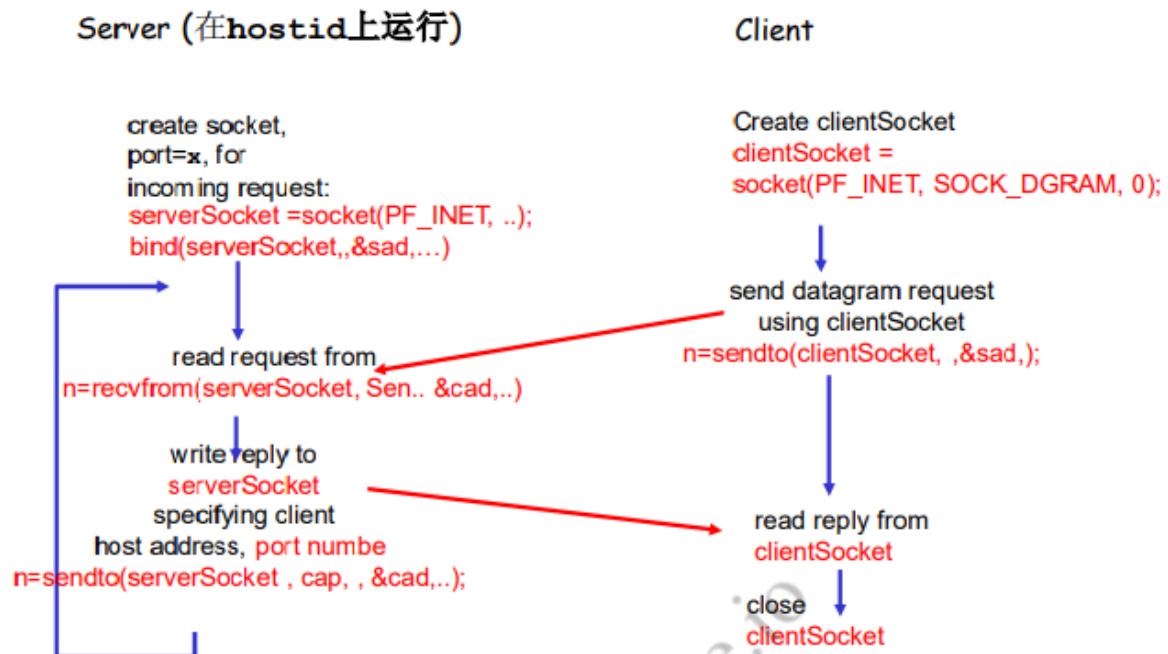 Server (在hostid上运行)
Client
create socket,
port=x, for
incoming request:
serverSocket =socket(PF_INET, ..);
bind(serverSocket,,&sad,...)
read request from
n=recvfrom(serverSocket, Sen.. &cad,..)
write reply to
serverSocket
specifying client
host address, port numbe
n=sendto(serverSocket , cap, , &cad,..);
Create clientSocket
clientSocket =
socket(PF_INET, SOCK_DGRAM, 0);
send datagram request
using clientSocket
n=sendto(clientSocket, ,&sad,);
read reply from
clientSocket
close
clientSocket